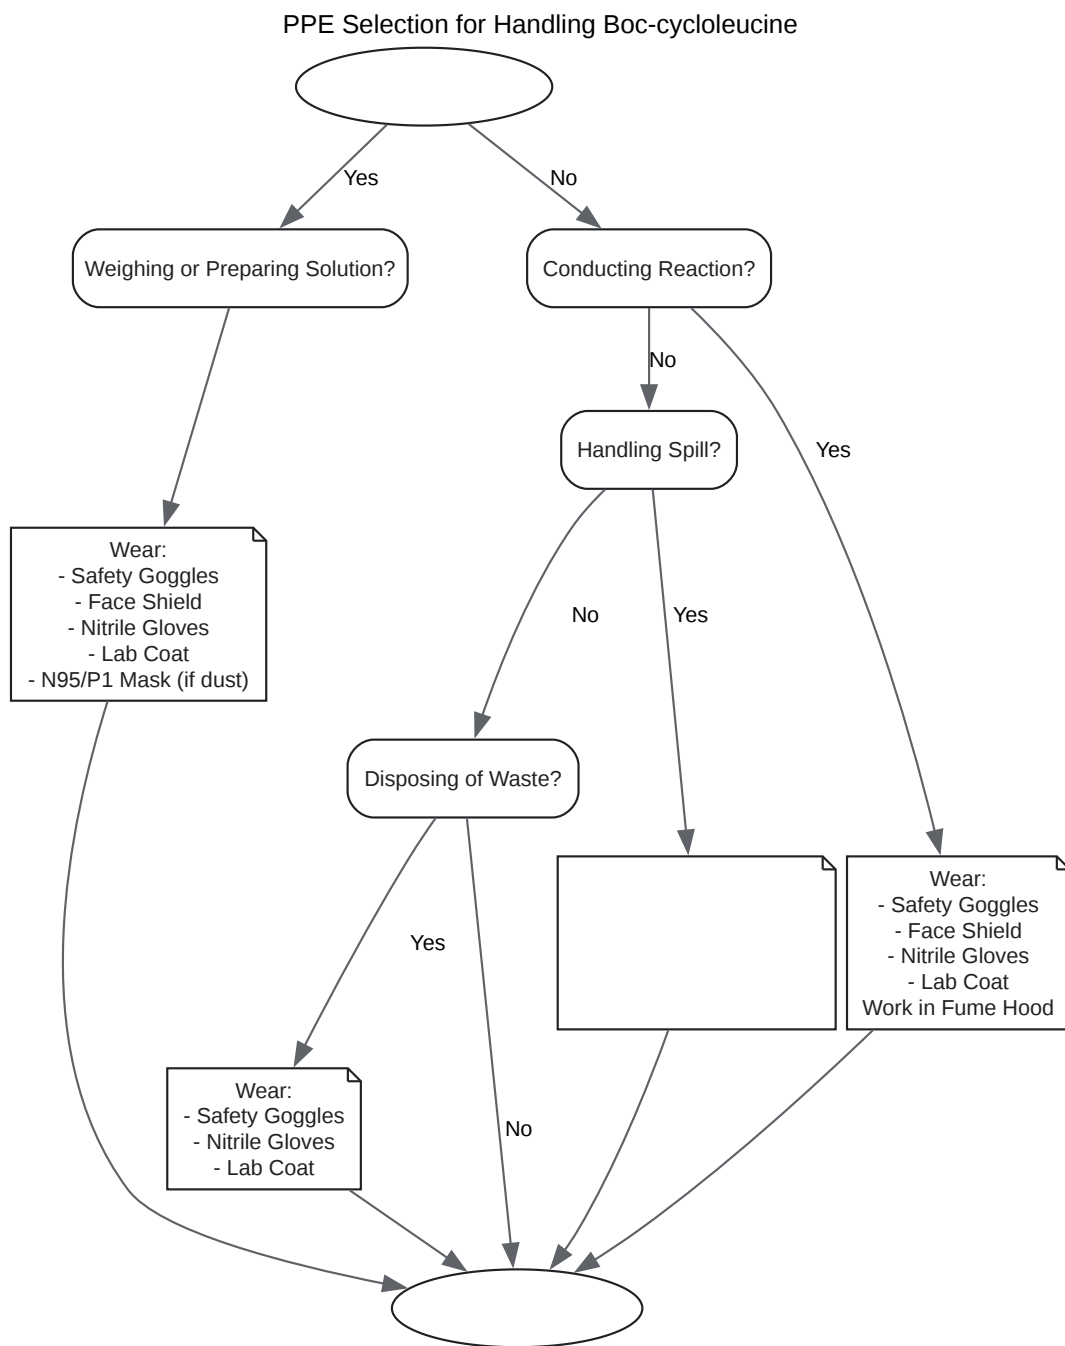 PPE Selection for Handling Boc-cycloleucine
Yes
No
Weighing or Preparing Solution?
Conducting Reaction?
No
Handling Spill?
Yes
Wear:
- Safety Goggles
- Face Shield
- Nitrile Gloves
- Lab Coat
- N95/P1 Mask (if dust)
No
Yes
Disposing of Waste?
Wear:
- Safety Goggles
- Face Shield
- Nitrile Gloves
- Lab Coat
Work in Fume Hood
Yes
Wear:
- Safety Goggles
- Nitrile Gloves
- Lab Coat
No